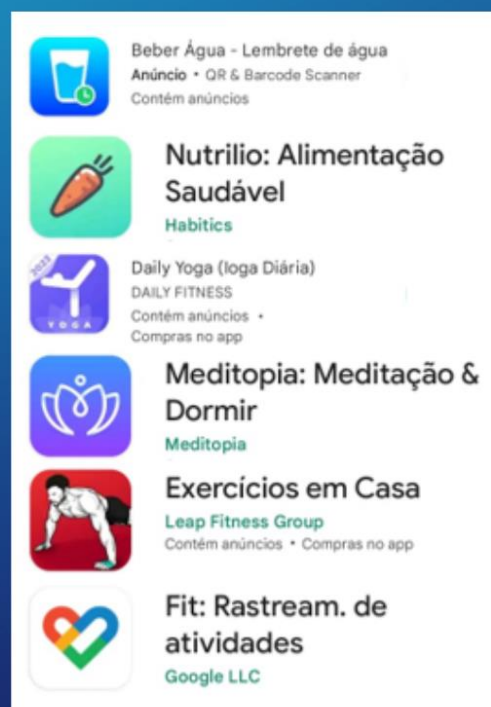 Beber Água - Lembrete de água
Anúncio • QR & Barcode Scanner
Contém anúncios
Nutrilio: Alimentação
Saudável
Habitics
2023
Daily Yoga (Ioga Diária)
DAILY FITNESS
Contém anúncios •
Compras no app
YOGA
Meditopia: Meditação &
Dormir
Meditopia
Exercícios em Casa
Leap Fitness Group
Contém anúncios • Compras no app
Fit: Rastream. de
atividades
Google LLC